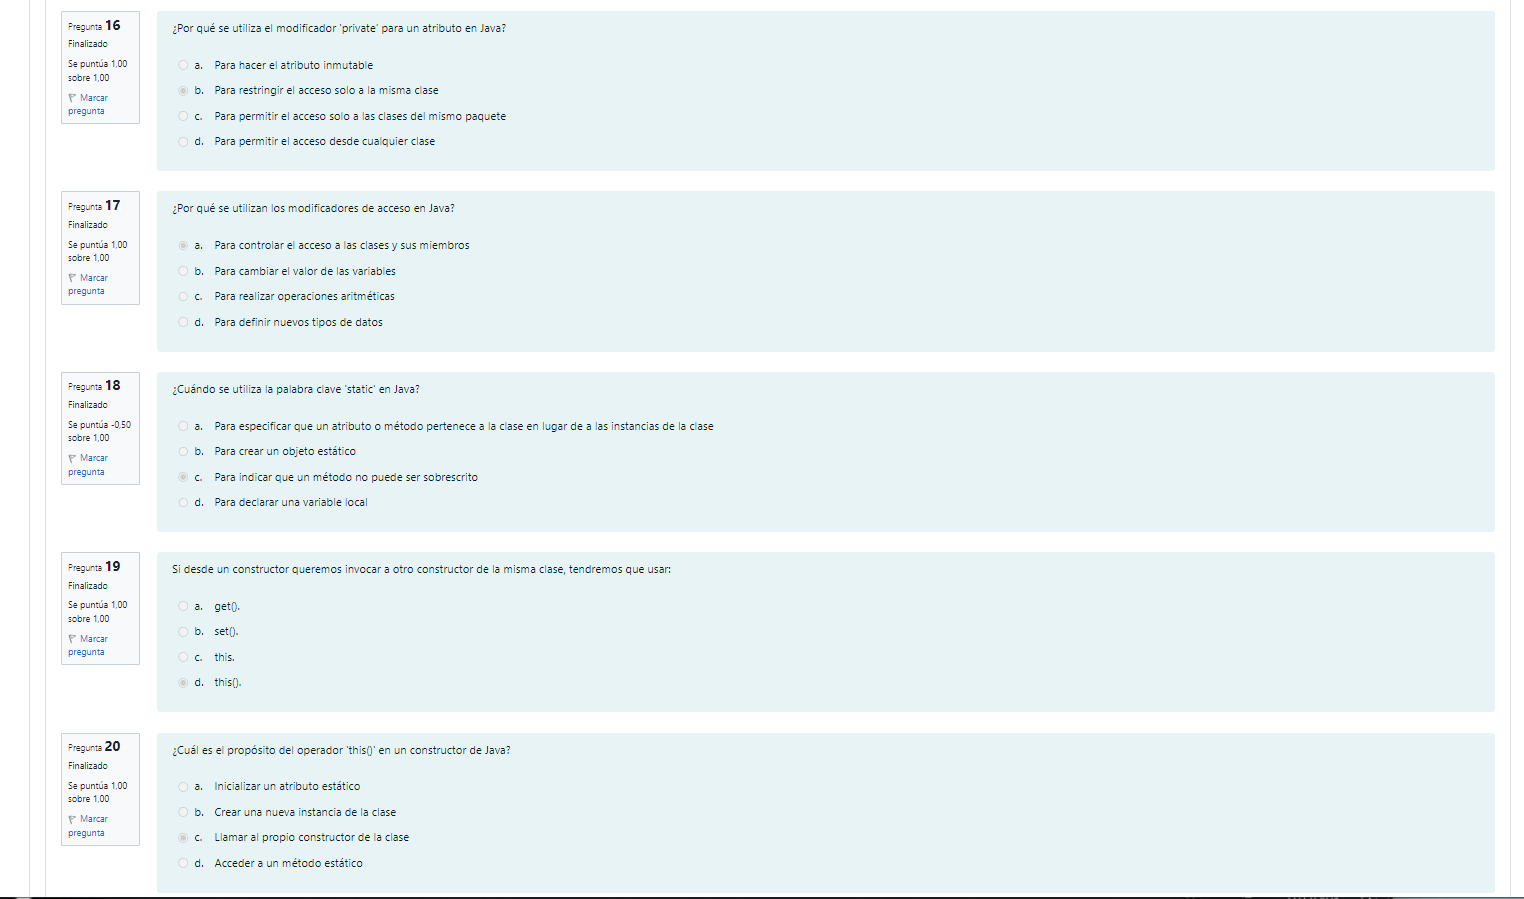 Pregunta 16
Finalizado
Se puntúa 1,00
sobre 1,00
Marcar
pregunta
¿Por qué se utiliza el modificador 'private' para un atributo en Java?
a. Para hacer el atributo inmutable
b. Para restringir el acceso solo a la misma clase
c. Para permitir el acceso solo a las clases del mismo paquete
d. Para permitir el acceso desde cualquier clase
Pregunta 17
Finalizado
Se puntúa 1,00
sobre 1,00
Marcar
pregunta
¿Por qué se utilizan los modificadores de acceso en Java?
a. Para controlar el acceso a las clases y sus miembros
b. Para cambiar el valor de las variables
c. Para realizar operaciones aritméticas
d. Para definir nuevos tipos de datos
Pregunta 18
Finalizado
Se puntúa -0,50
sobre 1,00
Marcar
pregunta
¿Cuándo se utiliza la palabra clave 'static' en Java?
a. Para especificar que un atributo o método pertenece a la clase en lugar de a las instancias de la clase
b. Para crear un objeto estático
c. Para indicar que un método no puede ser sobrescrito
d. Para declarar una variable local
Pregunta 19
Finalizado
Se puntúa 1,00
sobre 1,00
Marcar
pregunta
Si desde un constructor queremos invocar a otro constructor de la misma clase, tendremos que usar:
a. get().
b. set().
c. this.
d. this().
Pregunta 20
Finalizado
Se puntúa 1,00
sobre 1,00
Marcar
pregunta
¿Cuál es el propósito del operador 'this()' en un constructor de Java?
a. Inicializar un atributo estático
b. Crear una nueva instancia de la clase
c. Llamar al propio constructor de la clase
d. Acceder a un método estático